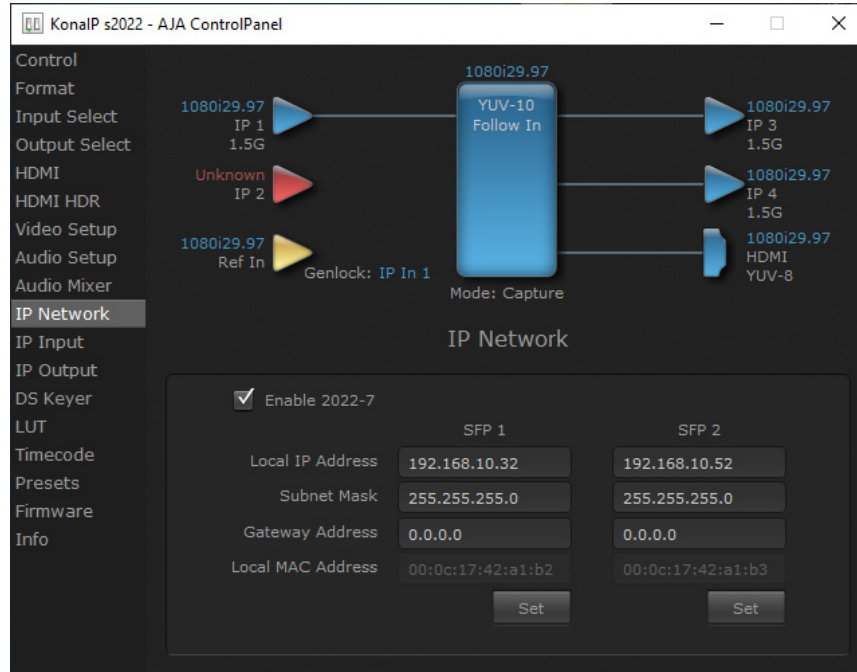 KonaIP s2022 - AJA ControlPanel
Control
Format
Input Select
Output Select
HDMI
HDMI HDR
Video Setup
Audio Setup
Audio Mixer
IP Network
IP Input
IP Output
DS Keyer
LUT
Timecode
Presets
Firmware
Info
1080i29.97
1080i29.97
IP 1
1.5G
Unknown
IP 2
1080i29.97
Ref In
Genlock: IP In 1
YUV-10
Follow In
Mode: Capture
1080i29.97
IP 3
1.5G
1080i29.97
IP 4
1.5G
1080i29.97
HDMI
YUV-8
IP Network
Enable 2022-7
SFP 1 SFP 2
Local IP Address 192.168.10.32 192.168.10.52
Subnet Mask 255.255.255.0 255.255.255.0
Gateway Address 0.0.0.0 0.0.0.0
Local MAC Address 00:0c:17:42:a1:b2 00:0c:17:42:a1:b3
Set Set